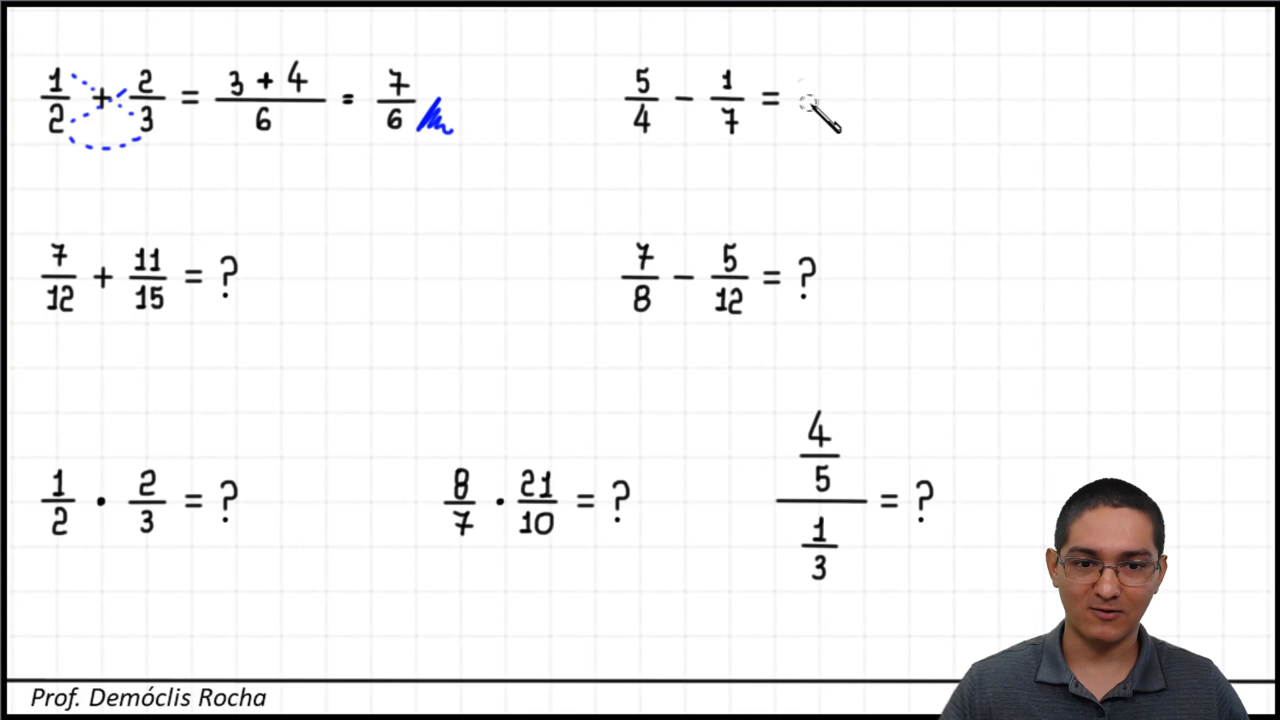 1/2 + 2/3 = (3 + 4)/6 = 7/6
5/4 − 1/7 =
7/12 + 11/15 = ?
7/8 − 5/12 = ?
1/2 · 2/3 = ?
8/7 · 21/10 = ?
(4/5)/(1/3) = ?
Prof. Demóclis Rocha